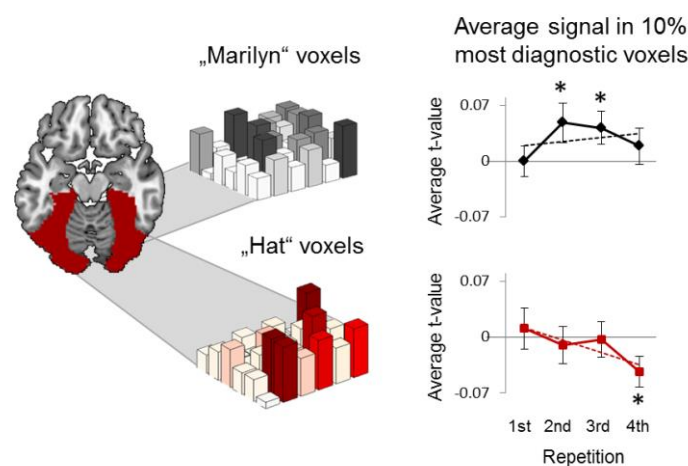 Average signal in 10%
most diagnostic voxels
„Marilyn“ voxels
Average t-value
0.07
0
-0.07
*
*
„Hat“ voxels
Average t-value
0.07
0
-0.07
*
1st 2nd 3rd 4th
Repetition